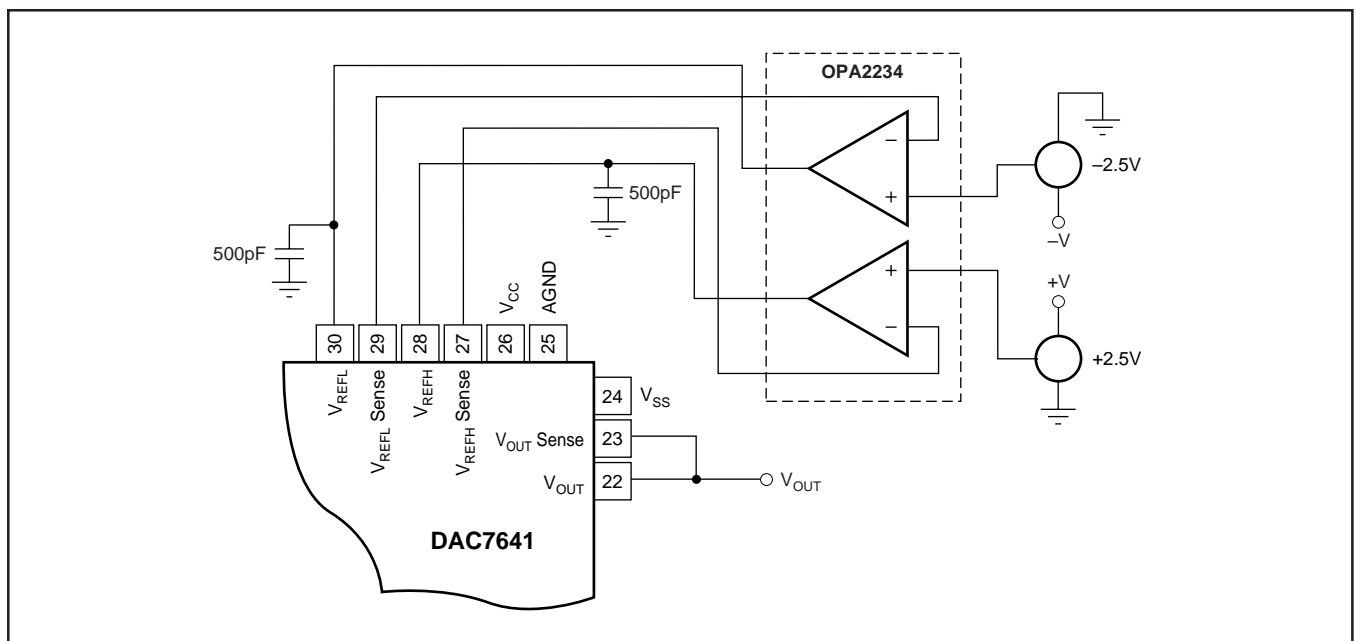 OPA2234
−
+
−2.5V
–V
500pF
500pF
+
−
+V
+2.5V
V_CC
AGND
30
29
28
27
26
25
V_REFL
V_REFL Sense
V_REFH
V_REFH Sense
24
V_SS
V_OUT Sense
23
V_OUT
22
V_OUT
DAC7641